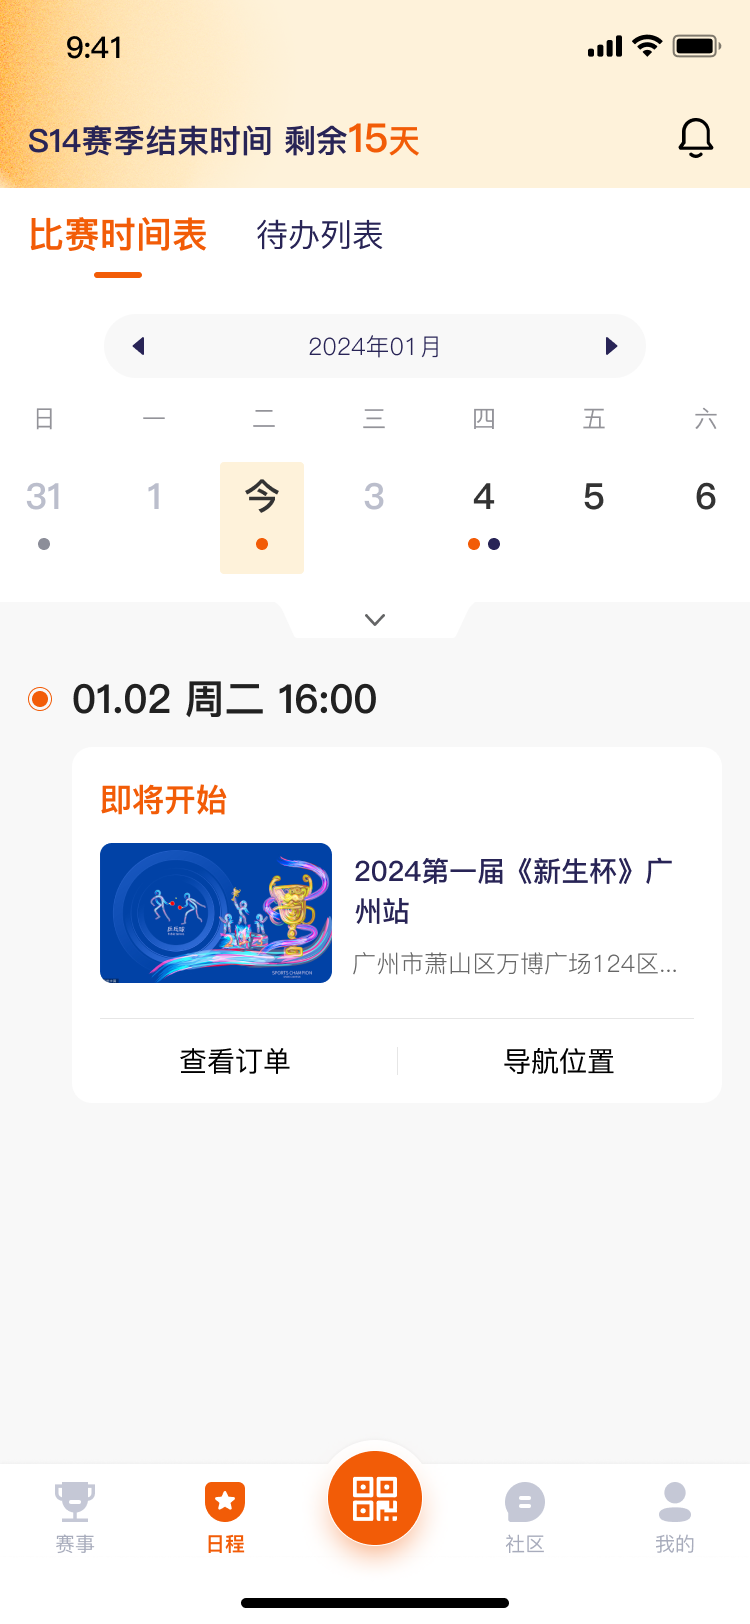 9:41
S14赛季结束时间 剩余15天
比赛时间表 待办列表
2024年01月
日 一 二 三 四 五 六
31 1 今 3 4 5 6
01.02 周二 16:00
即将开始
2024第一届《新生杯》广
州站
广州市萧山区万博广场124区...
乒乓球
SPORTS CHAMPION
查看订单 导航位置
赛事 日程 社区 我的